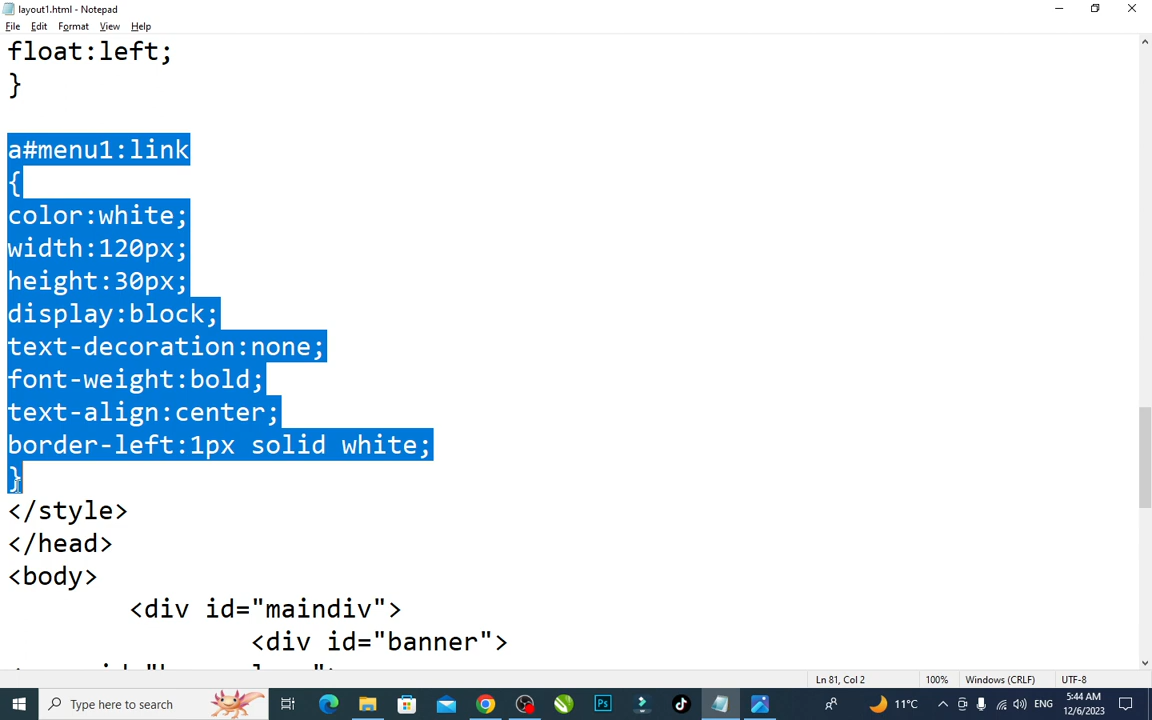 layout1.html - Notepad
File Edit Format View Help
float:left;
}
a#menu1:link
{
color:white;
width:120px;
height:30px;
display:block;
text-decoration:none;
font-weight:bold;
text-align:center;
border-left:1px solid white;
}
</style>
</head>
<body>
<div id="maindiv">
<div id="banner">
Ln 81, Col 2 100% Windows (CRLF) UTF-8
Type here to search Ps 11°C ENG 5:44 AM
12/6/2023